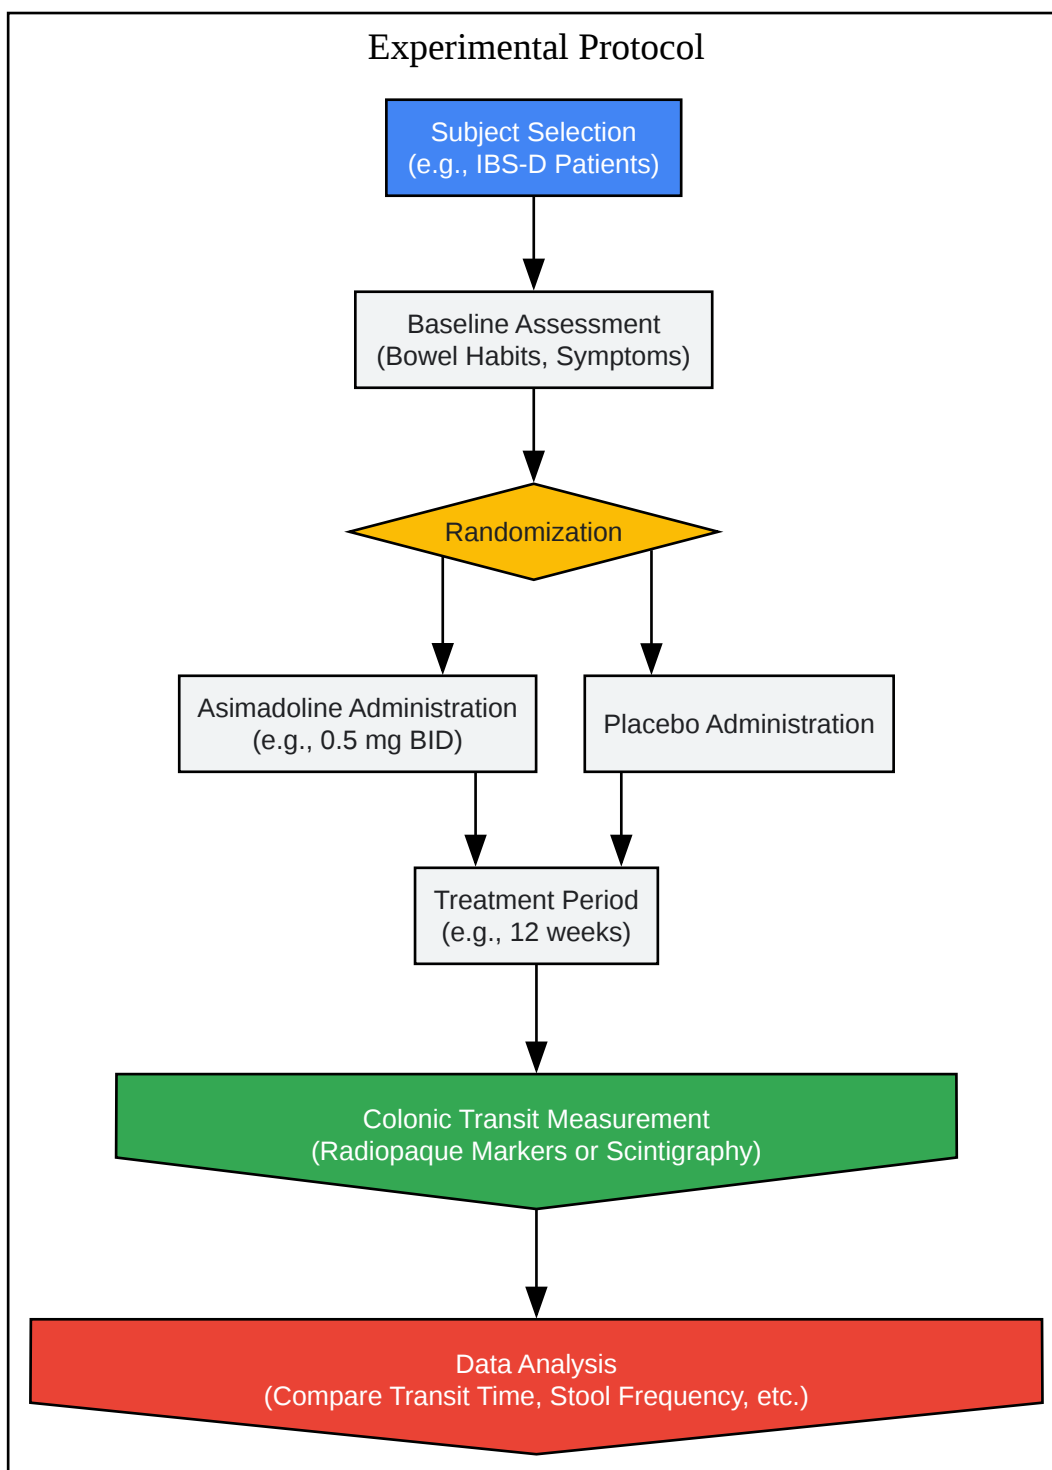 Experimental Protocol
Subject Selection
(e.g., IBS-D Patients)
Baseline Assessment
(Bowel Habits, Symptoms)
Randomization
Asimadoline Administration
(e.g., 0.5 mg BID)
Placebo Administration
Treatment Period
(e.g., 12 weeks)
Colonic Transit Measurement
(Radiopaque Markers or Scintigraphy)
Data Analysis
(Compare Transit Time, Stool Frequency, etc.)